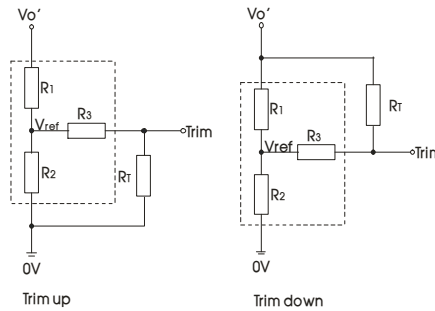 Vo′
R1
Vref
R3
Trim
R2
RT
0V
Trim up
Vo′
R1
RT
Vref
R3
Trim
R2
0V
Trim down